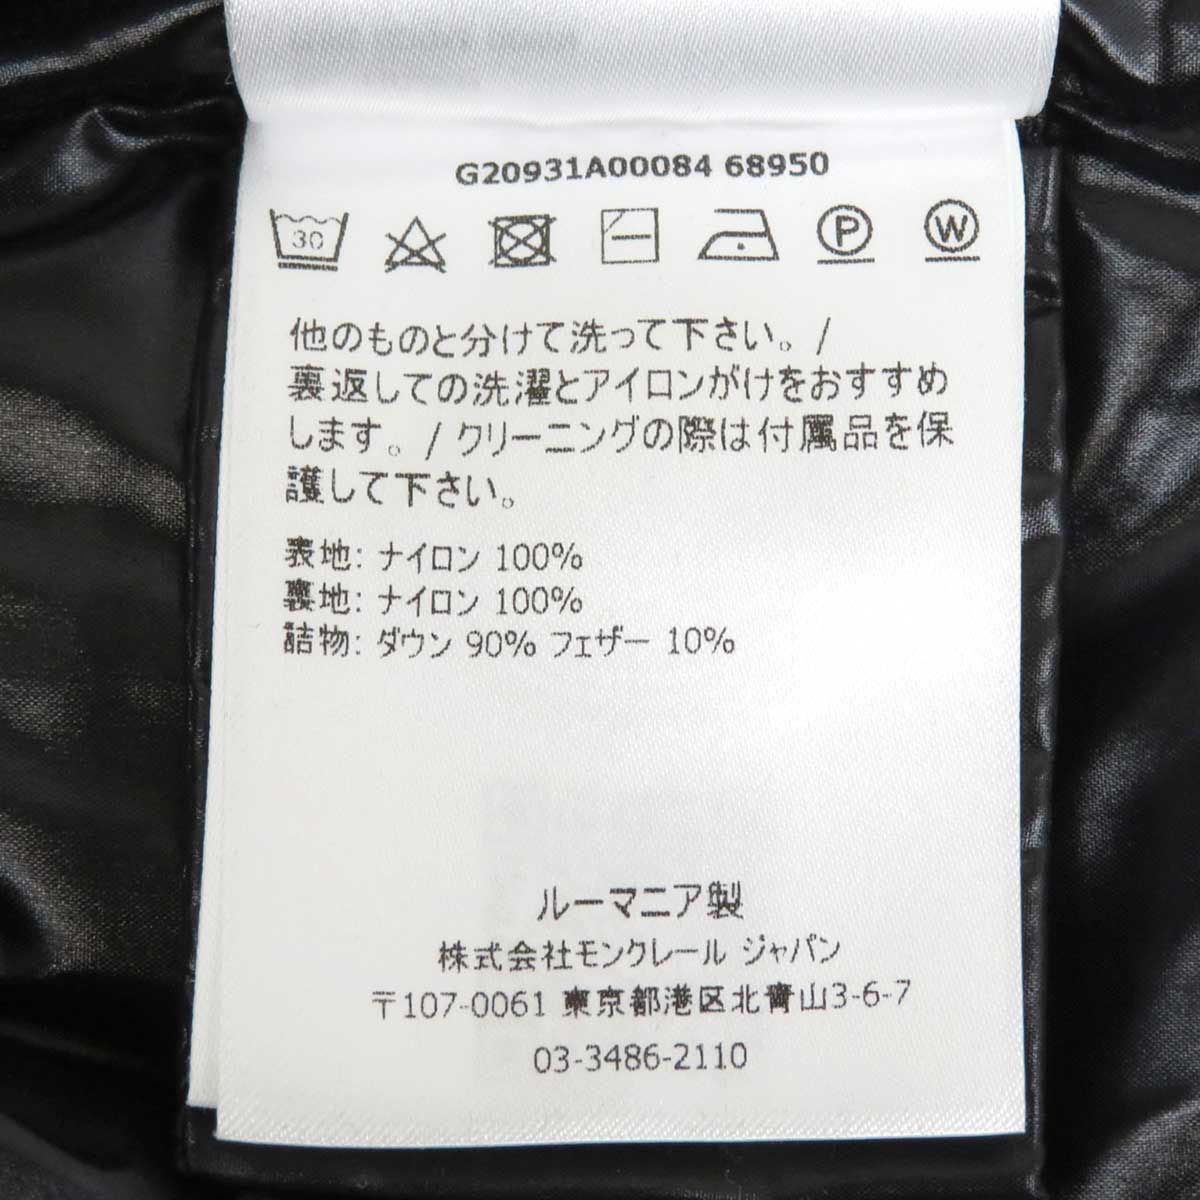 G20931A00084 68950
30 P W
他のものと分けて洗って下さい。/
裏返しての洗濯とアイロンがけをおすすめ
します。/ クリーニングの際は付属品を保
護して下さい。
表地: ナイロン 100%
裏地: ナイロン 100%
詰物: ダウン 90% フェザー 10%
ルーマニア製
株式会社モンクレール ジャパン
〒107-0061 東京都港区北青山3-6-7
03-3486-2110